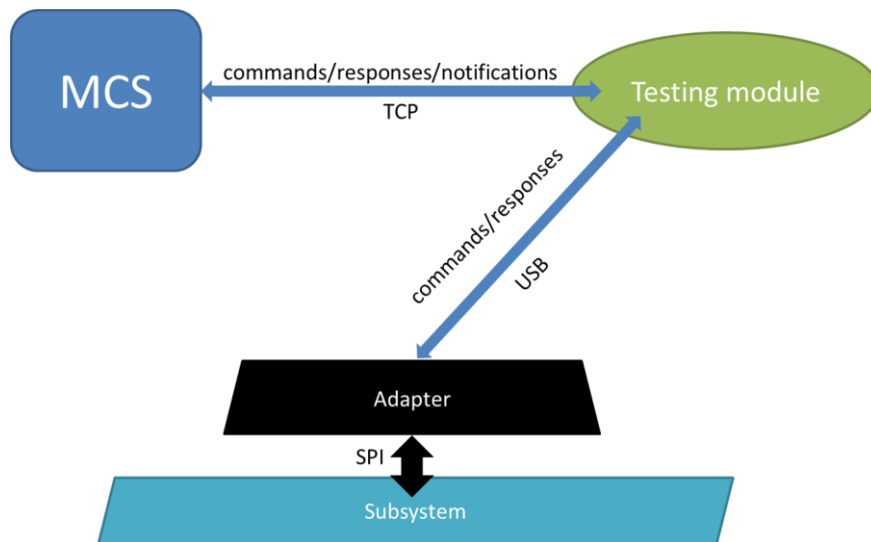 MCS
commands/responses/notifications
TCP
Testing module
commands/responses
USB
Adapter
SPI
Subsystem